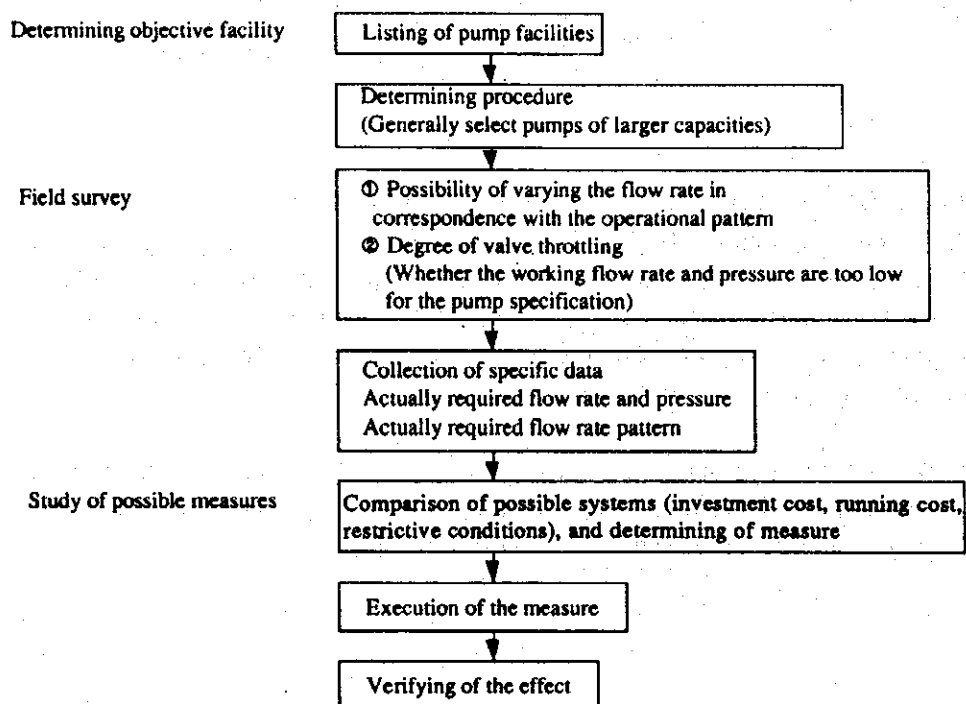 Determining objective facility
Listing of pump facilities
Determining procedure
(Generally select pumps of larger capacities)
Field survey
① Possibility of varying the flow rate in
correspondence with the operational pattern
② Degree of valve throttling
(Whether the working flow rate and pressure are too low
for the pump specification)
Collection of specific data
Actually required flow rate and pressure
Actually required flow rate pattern
Study of possible measures
Comparison of possible systems (investment cost, running cost,
restrictive conditions), and determining of measure
Execution of the measure
Verifying of the effect